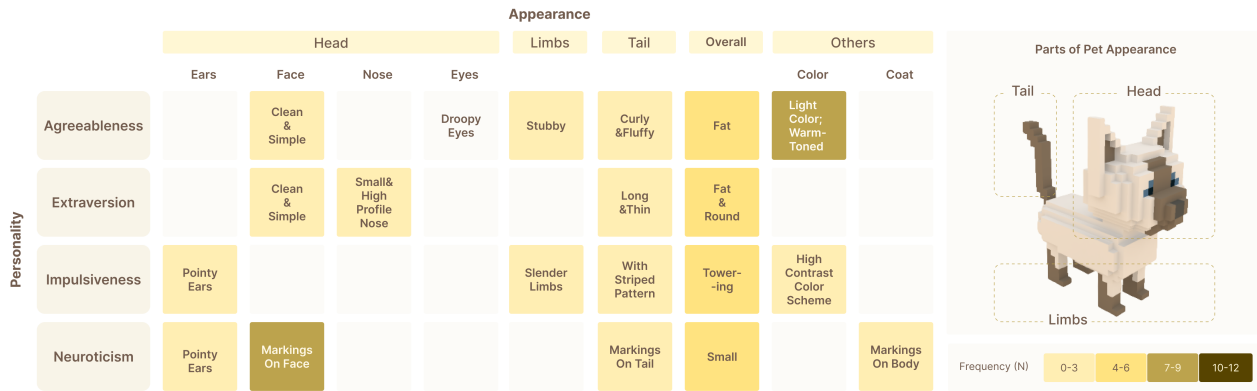 Appearance
Head Limbs Tail Overall Others
Ears Face Nose Eyes Color Coat
Personality
Agreeableness
Clean
&
Simple
Droopy
Eyes
Stubby
Curly
&Fluffy
Fat
Light
Color;
Warm-
Toned
Extraversion
Clean
&
Simple
Small&
High
Profile
Nose
Long
&Thin
Fat
&
Round
Impulsiveness
Pointy
Ears
Slender
Limbs
With
Striped
Pattern
Tower-
-ing
High
Contrast
Color
Scheme
Neuroticism
Pointy
Ears
Markings
On Face
Markings
On Tail
Small
Markings
On Body
Parts of Pet Appearance
Tail
Head
Limbs
Frequency (N) 0-3 4-6 7-9 10-12